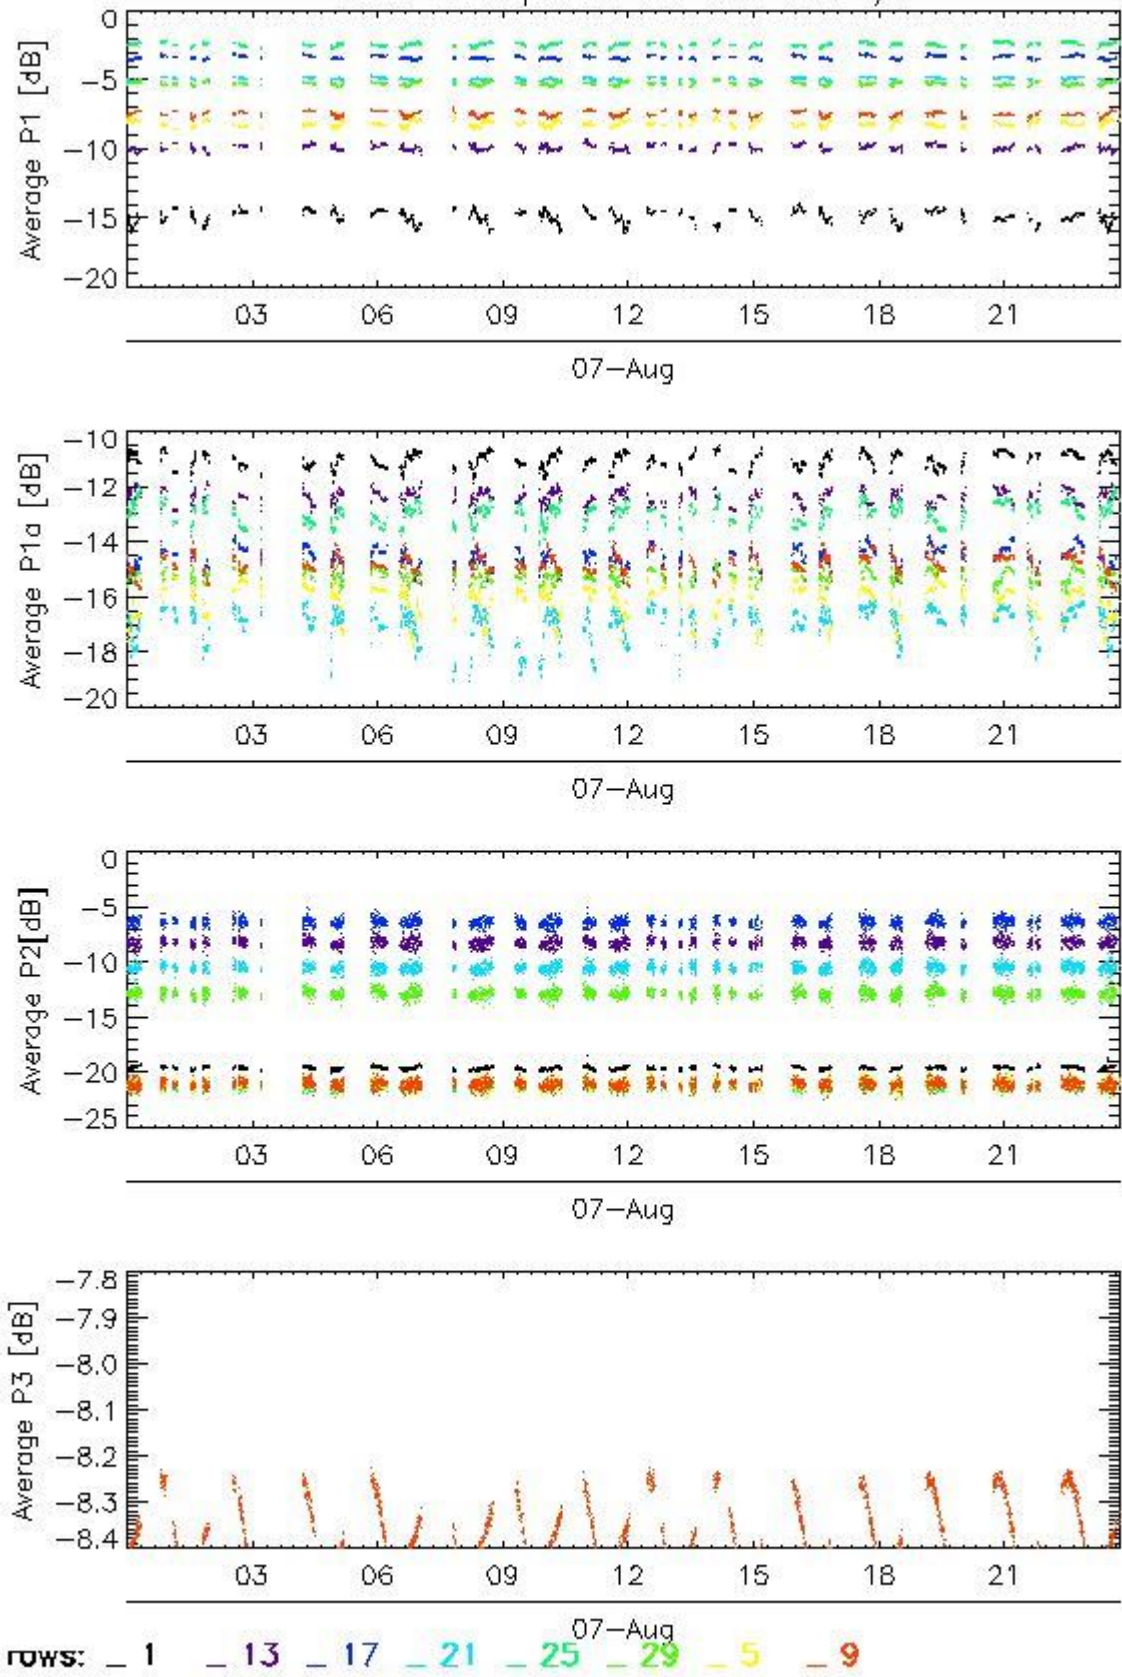 0
−5
−10
−15
−20
Average P1 [dB]
03 06 09 12 15 18 21
07−Aug
−10
−12
−14
−16
−18
−20
Average P1a [dB]
03 06 09 12 15 18 21
07−Aug
0
−5
−10
−15
−20
−25
Average P2[dB]
03 06 09 12 15 18 21
07−Aug
−7.8
−7.9
−8.0
−8.1
−8.2
−8.3
−8.4
Average P3 [dB]
03 06 09 12 15 18 21
07−Aug
rows: _ 1 _ 13 _ 17 _ 21 _ 25 _ 29 _ 5 _ 9